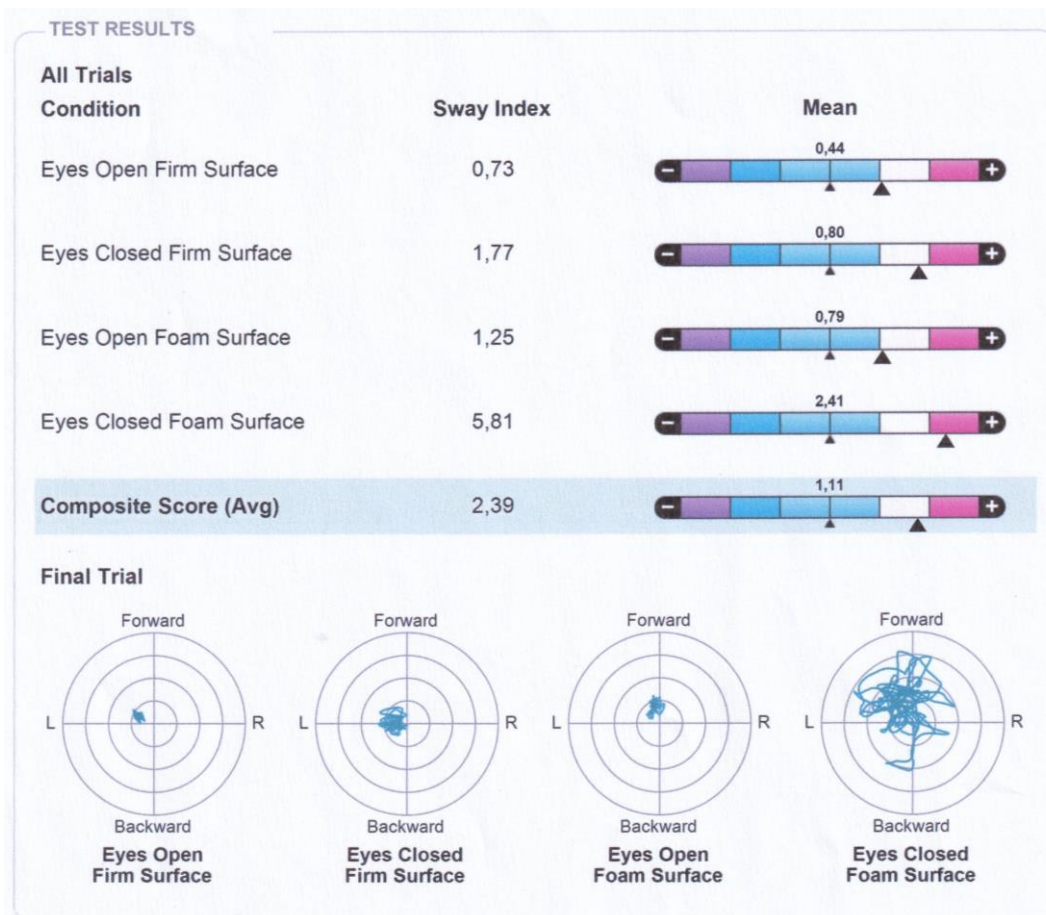 TEST RESULTS
All Trials
Condition Sway Index Mean
0,44
Eyes Open Firm Surface 0,73 − +
0,80
Eyes Closed Firm Surface 1,77 − +
0,79
Eyes Open Foam Surface 1,25 − +
2,41
Eyes Closed Foam Surface 5,81 − +
1,11
Composite Score (Avg) 2,39 − +
Final Trial
Forward Forward Forward Forward
L R L R L R L R
Backward Backward Backward Backward
Eyes Open Eyes Closed Eyes Open Eyes Closed
Firm Surface Firm Surface Foam Surface Foam Surface